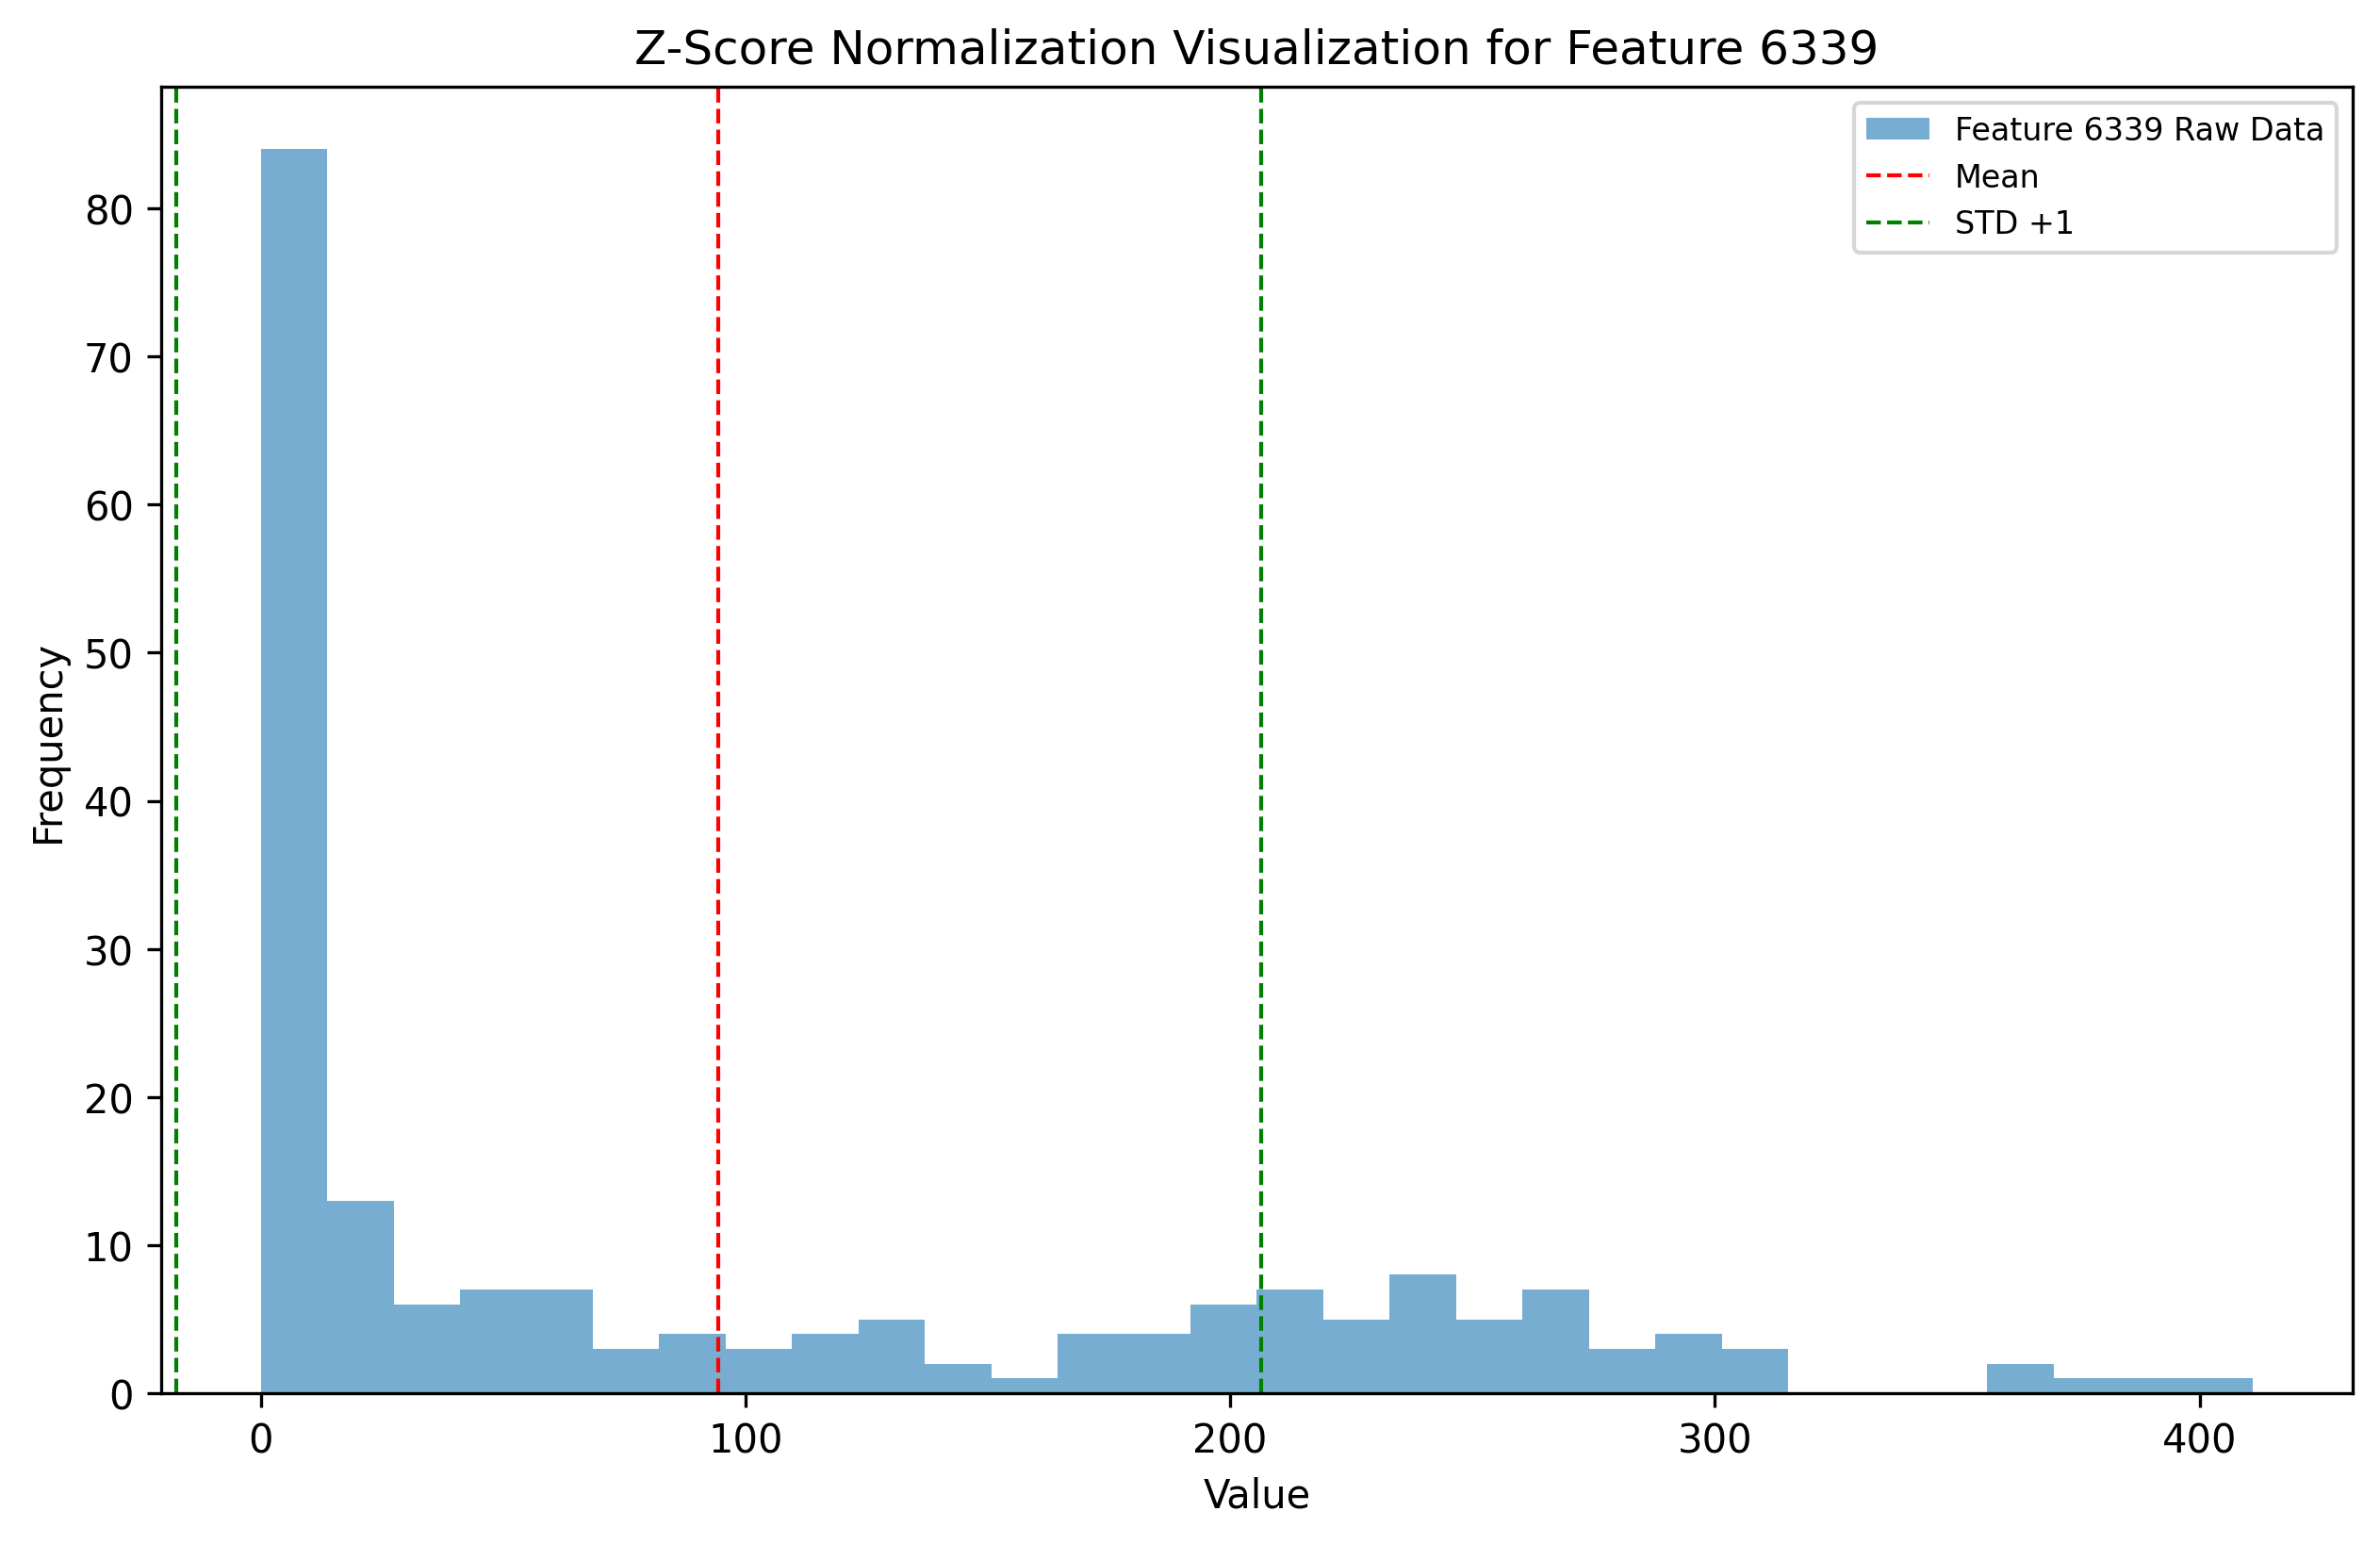 Z-Score Normalization Visualization for Feature 6339
Feature 6339 Raw Data
Mean
STD +1
Frequency
80
70
60
50
40
30
20
10
0
0 100 200 300 400
Value